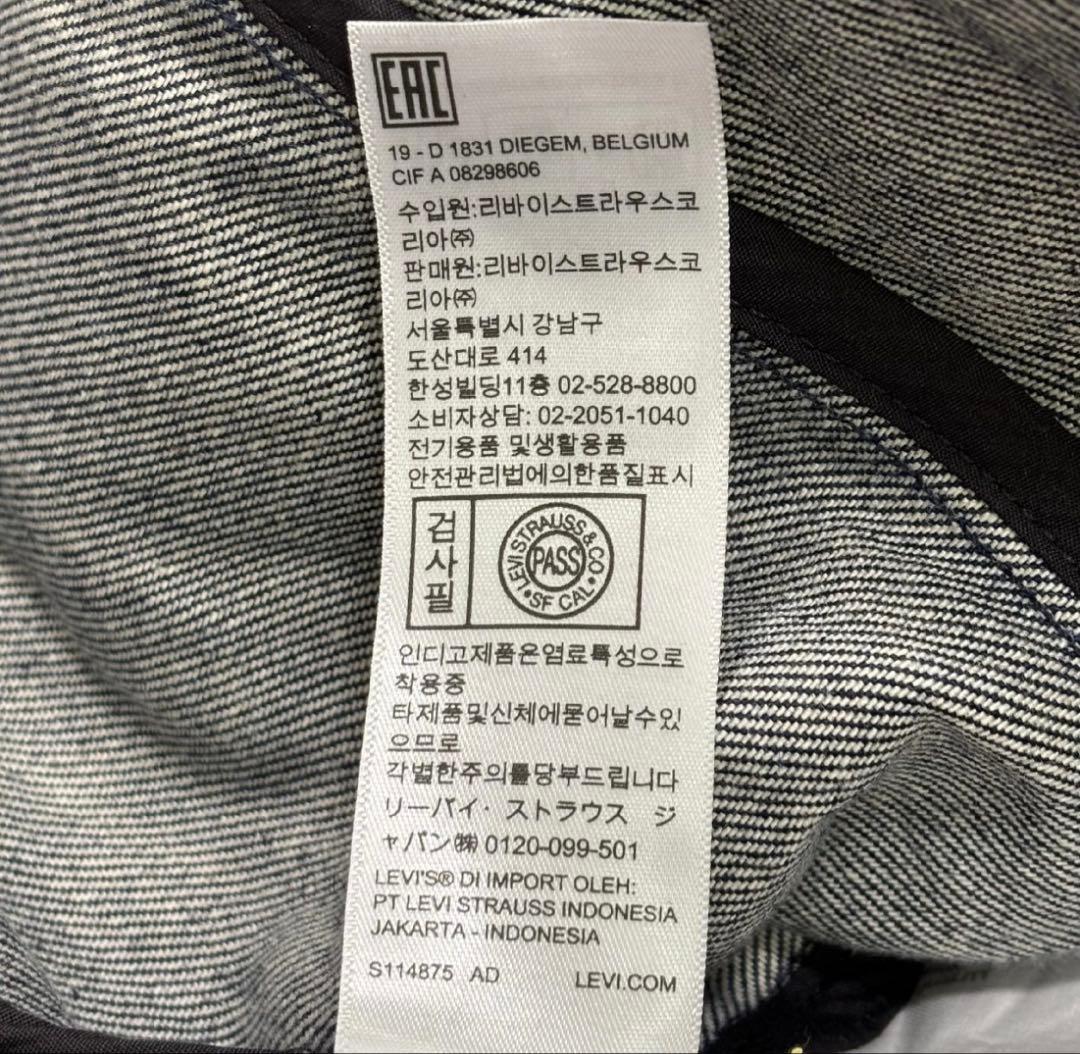 EAC
19 - D 1831 DIEGEM, BELGIUM
CIF A 08298606
수입원:리바이스트라우스코
리아㈜
판매원:리바이스트라우스코
리아㈜
서울특별시 강남구
도산대로 414
한성빌딩11층 02-528-8800
소비자상담: 02-2051-1040
전기용품 및생활용품
안전관리법에의한품질표시
검사필
LEVI STRAUSS & CO
PASS
SF CAL
인디고제품은염료특성으로
착용중
타제품및신체에묻어날수있
으므로
각별한주의를당부드립니다
リーバイ・ストラウス ジ
ャパン㈱ 0120-099-501
LEVI'S® DI IMPORT OLEH:
PT LEVI STRAUSS INDONESIA
JAKARTA - INDONESIA
S114875 AD LEVI.COM